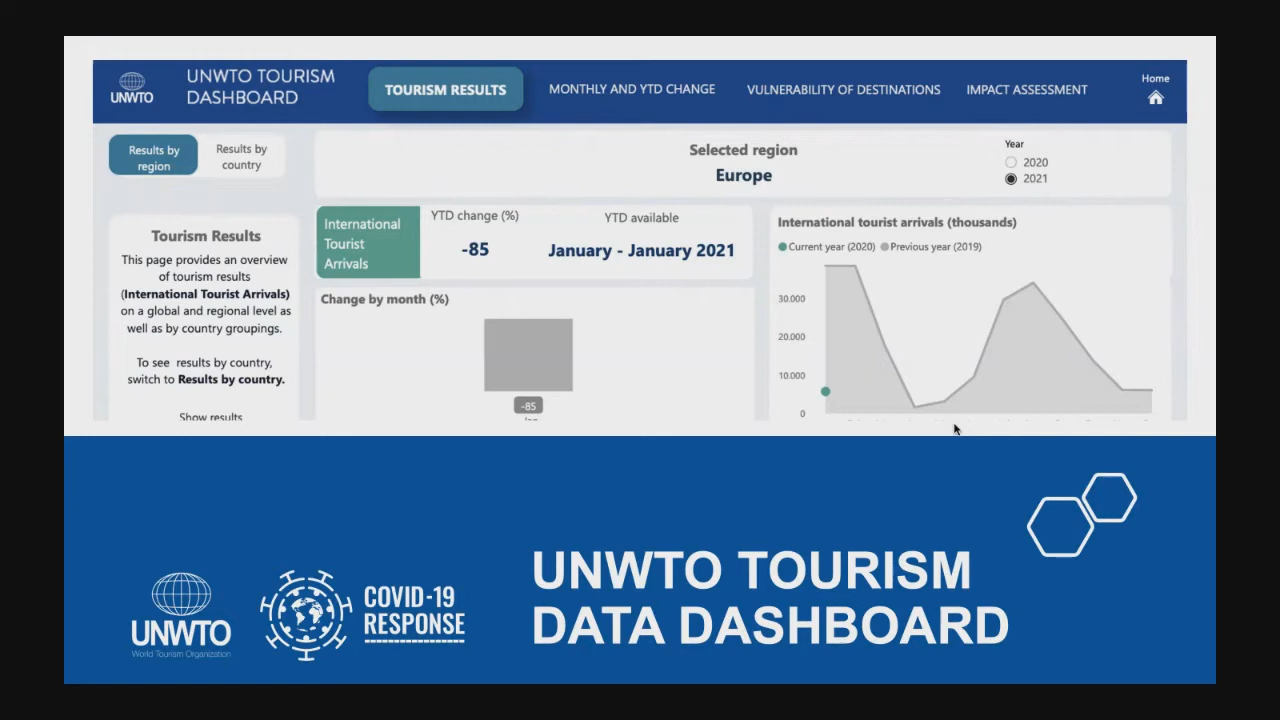 UNWTO
UNWTO TOURISM
DASHBOARD
TOURISM RESULTS
MONTHLY AND YTD CHANGE
VULNERABILITY OF DESTINATIONS
IMPACT ASSESSMENT
Home
Results by
region
Results by
country
Selected region
Europe
Year
2020
2021
Tourism Results
This page provides an overview
of tourism results
(International Tourist Arrivals)
on a global and regional level as
well as by country groupings.
To see results by country,
switch to Results by country.
Show results
International
Tourist
Arrivals
YTD change (%)
-85
YTD available
January - January 2021
Change by month (%)
-85
International tourist arrivals (thousands)
Current year (2020) Previous year (2019)
30.000
20.000
10.000
0
UNWTO
World Tourism Organization
COVID-19
RESPONSE
UNWTO TOURISM
DATA DASHBOARD